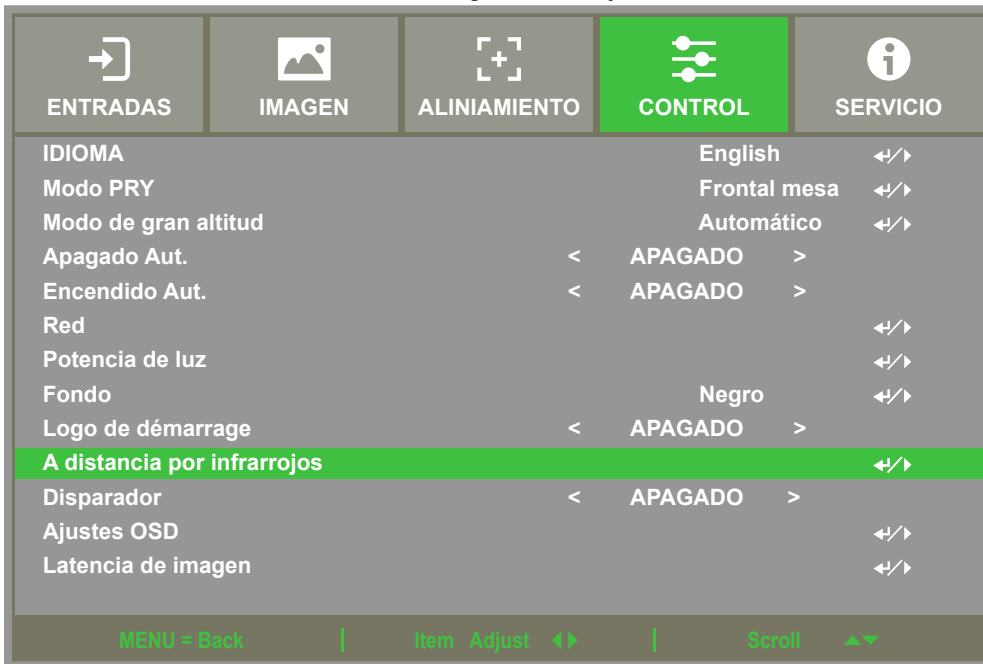 ENTRADAS IMAGEN ALINIAMIENTO CONTROL SERVICIO
IDIOMA English
Modo PRY Frontal mesa
Modo de gran altitud Automático
Apagado Aut. < APAGADO >
Encendido Aut. < APAGADO >
Red
Potencia de luz
Fondo Negro
Logo de démarrage < APAGADO >
A distancia por infrarrojos
Disparador < APAGADO >
Ajustes OSD
Latencia de imagen
MENU = Back | Item Adjust | Scroll